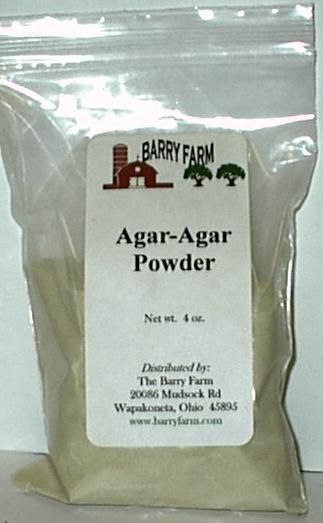 BARRY FARM
Agar-Agar
Powder
Net wt. 4 oz.
Distributed by:
The Barry Farm
20086 Mudsock Rd
Wapakoneta, Ohio 45895
www.barryfarm.com